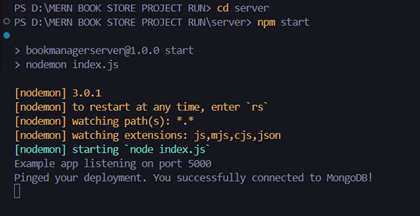 PS D:\MERN BOOK STORE PROJECT RUN> cd server
PS D:\MERN BOOK STORE PROJECT RUN\server> npm start

> bookmanagerserver@1.0.0 start
> nodemon index.js

[nodemon] 3.0.1
[nodemon] to restart at any time, enter `rs`
[nodemon] watching path(s): *.*
[nodemon] watching extensions: js,mjs,cjs,json
[nodemon] starting `node index.js`
Example app listening on port 5000
Pinged your deployment. You successfully connected to MongoDB!